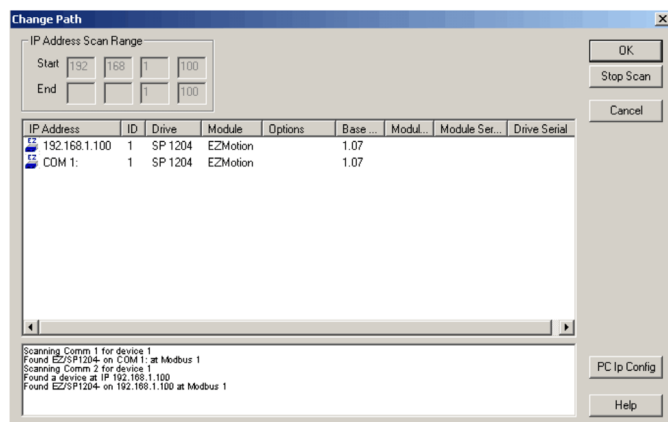 Change Path
IP Address Scan Range
Start 192 168 1 100
End 1 100
OK
Stop Scan
Cancel
IP Address ID Drive Module Options Base ... Modul... Module Ser... Drive Serial
192.168.1.100 1 SP 1204 EZMotion 1.07
COM 1: 1 SP 1204 EZMotion 1.07
Scanning Comm 1 for device 1
Found EZ/SP1204- on COM 1: at Modbus 1
Scanning Comm 2 for device 1
Found a device at IP 192.168.1.100
Found EZ/SP1204- on 192.168.1.100 at Modbus 1
PC Ip Config
Help